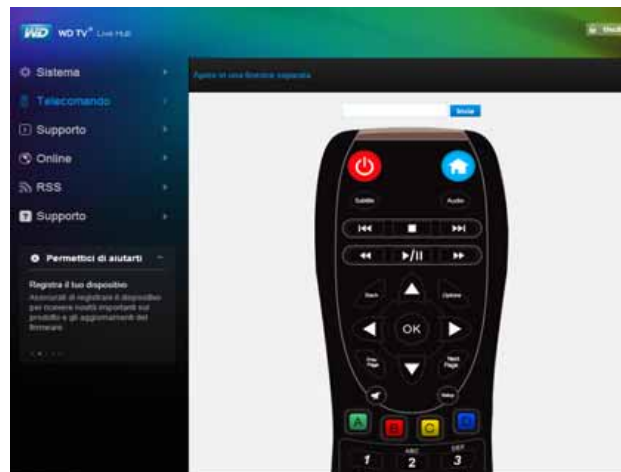 WD WD TV Live Hub
Sistema
Telecomando
Supporto
Online
RSS
Supporto
Permettici di aiutarti
Registra il tuo dispositivo
Assicurati di registrare il dispositivo
per ricevere novità importanti sul
prodotto e gli aggiornamenti del
firmware.
Apre in una finestra separata
Invia
Subtitle
Audio
Back
Options
OK
Prev Page
Next Page
Setup
A
B
C
D
1
ABC
2
DEF
3